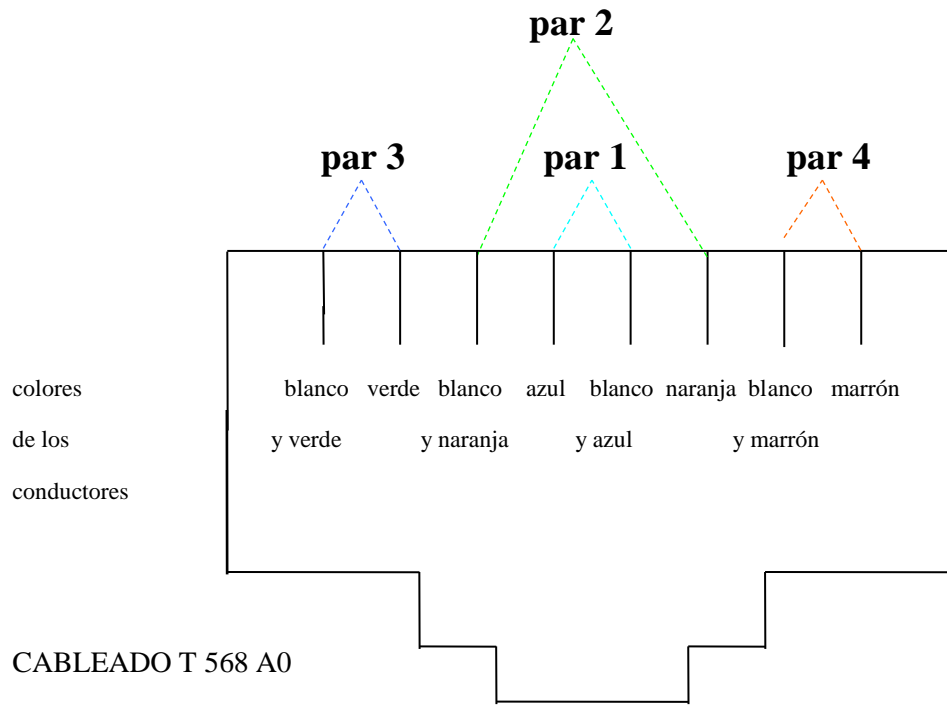 par 2
par 3 par 1 par 4
colores blanco verde blanco azul blanco naranja blanco marrón
de los y verde y naranja y azul y marrón
conductores
CABLEADO T 568 A0